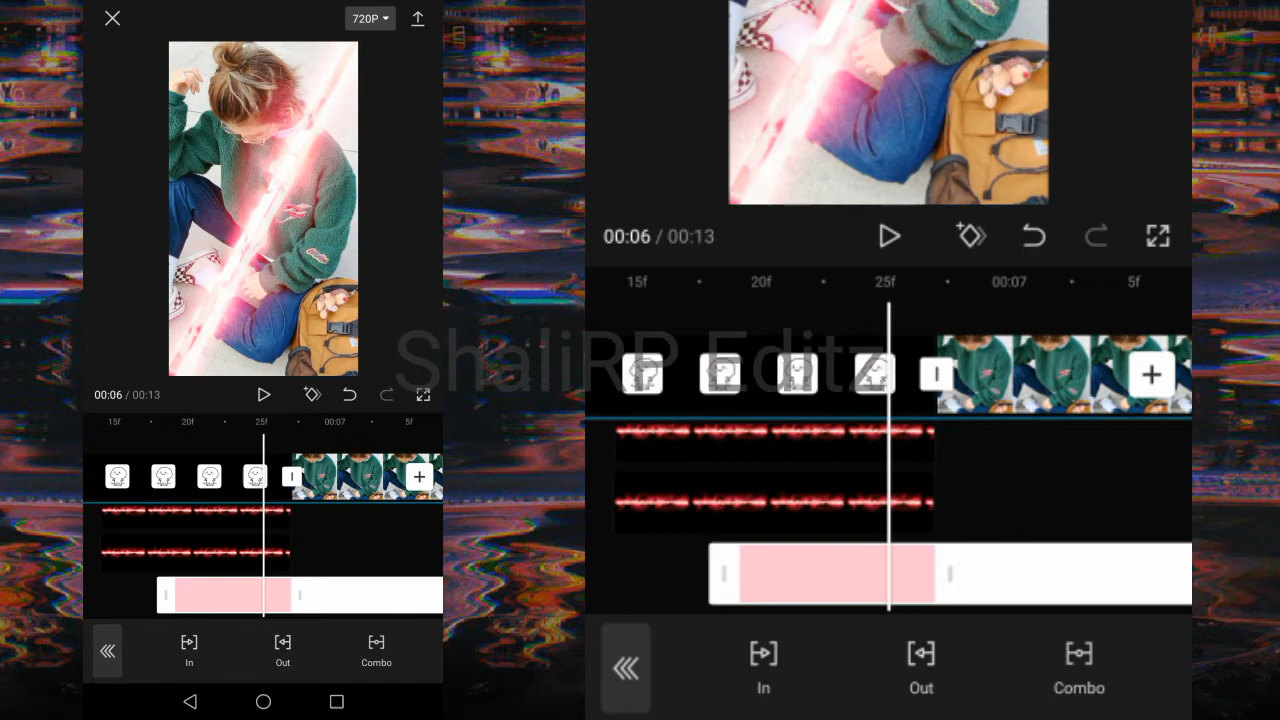 720P
00:06 / 00:13
15f
20f
25f
00:07
5f
In
Out
Combo
00:06 / 00:13
15f
20f
25f
00:07
5f
In
Out
Combo
ShaliRP Editz